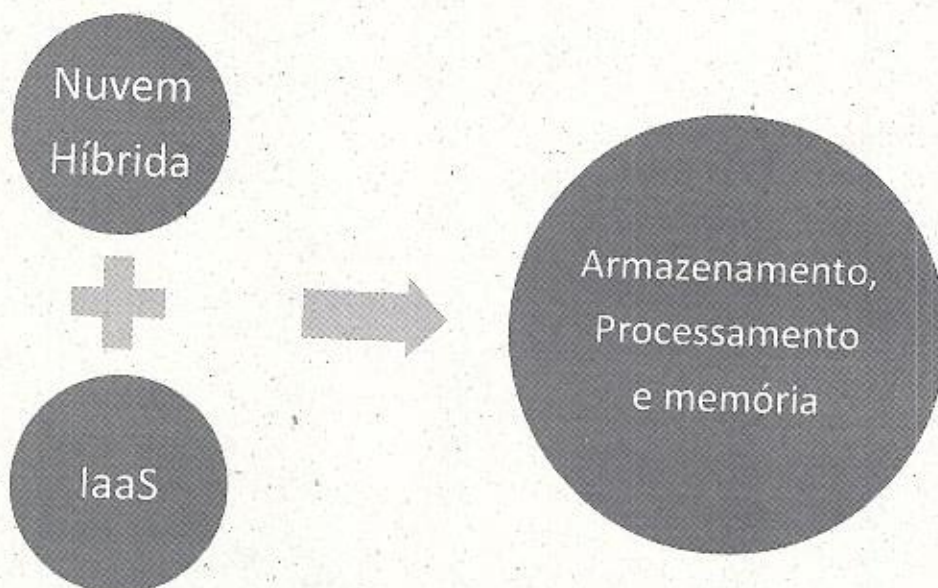 Nuvem
Híbrida
IaaS
Armazenamento,
Processamento
e memória